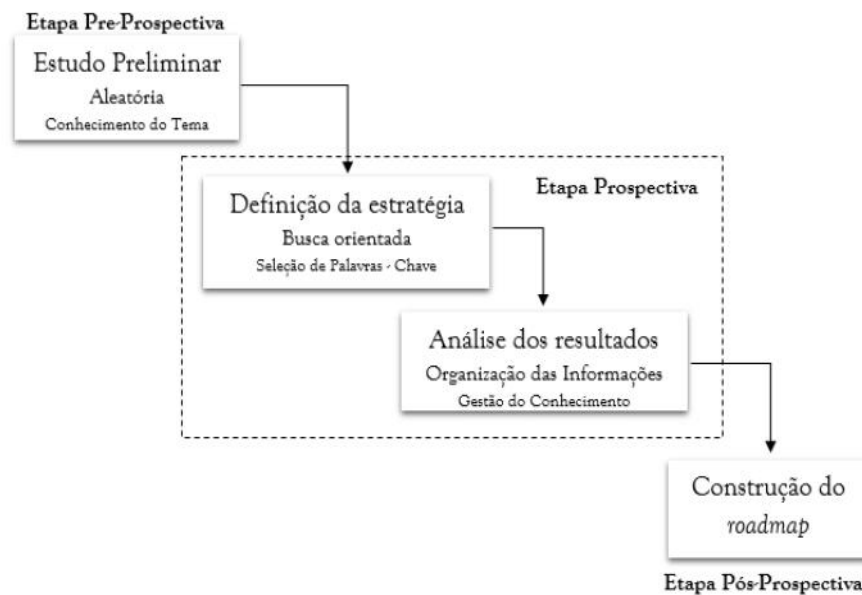 Etapa Pre-Prospectiva
Estudo Preliminar
Aleatória
Conhecimento do Tema
Etapa Prospectiva
Definição da estratégia
Busca orientada
Seleção de Palavras - Chave
Análise dos resultados
Organização das Informações
Gestão do Conhecimento
Construção do
roadmap
Etapa Pós-Prospectiva